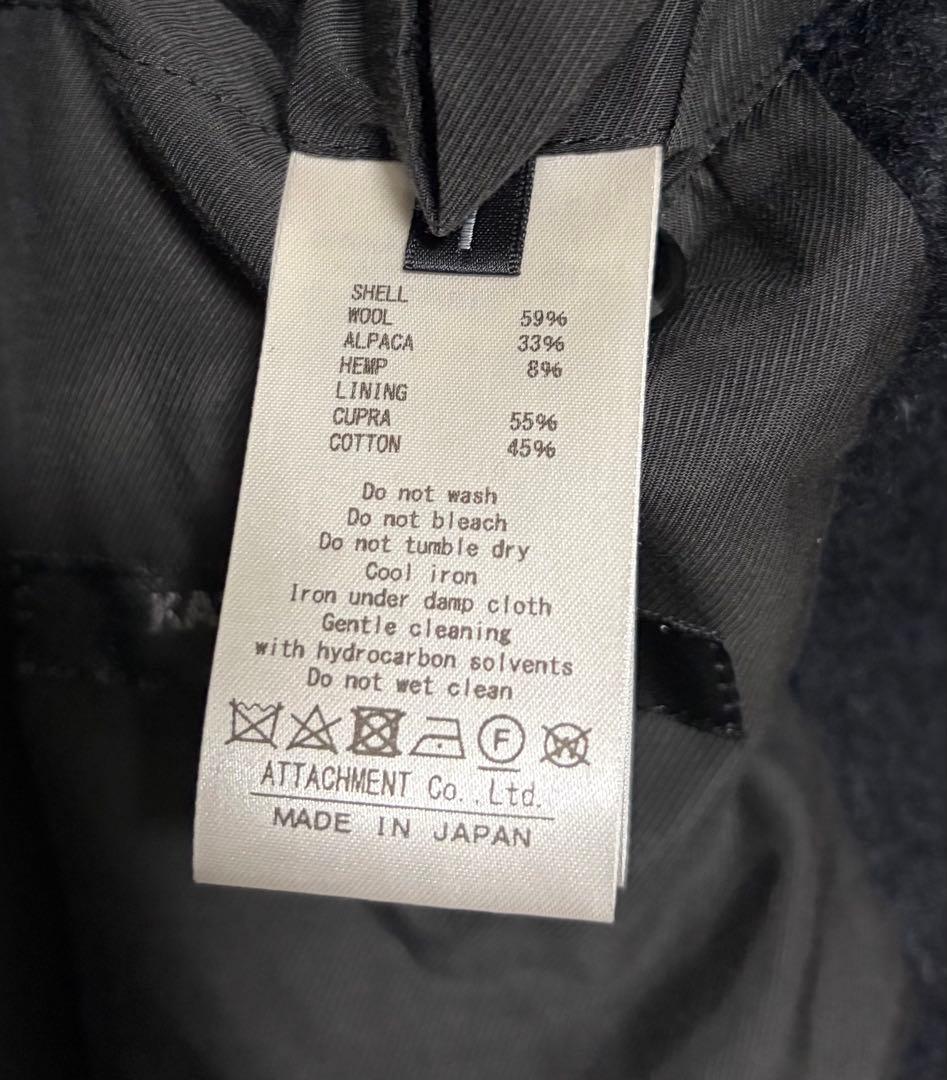 1
SHELL
WOOL 59%
ALPACA 33%
HEMP 8%
LINING
CUPRA 55%
COTTON 45%
Do not wash
Do not bleach
Do not tumble dry
Cool iron
Iron under damp cloth
Gentle cleaning
with hydrocarbon solvents
Do not wet clean
F
W
ATTACHMENT Co.,Ltd.
MADE IN JAPAN
KA